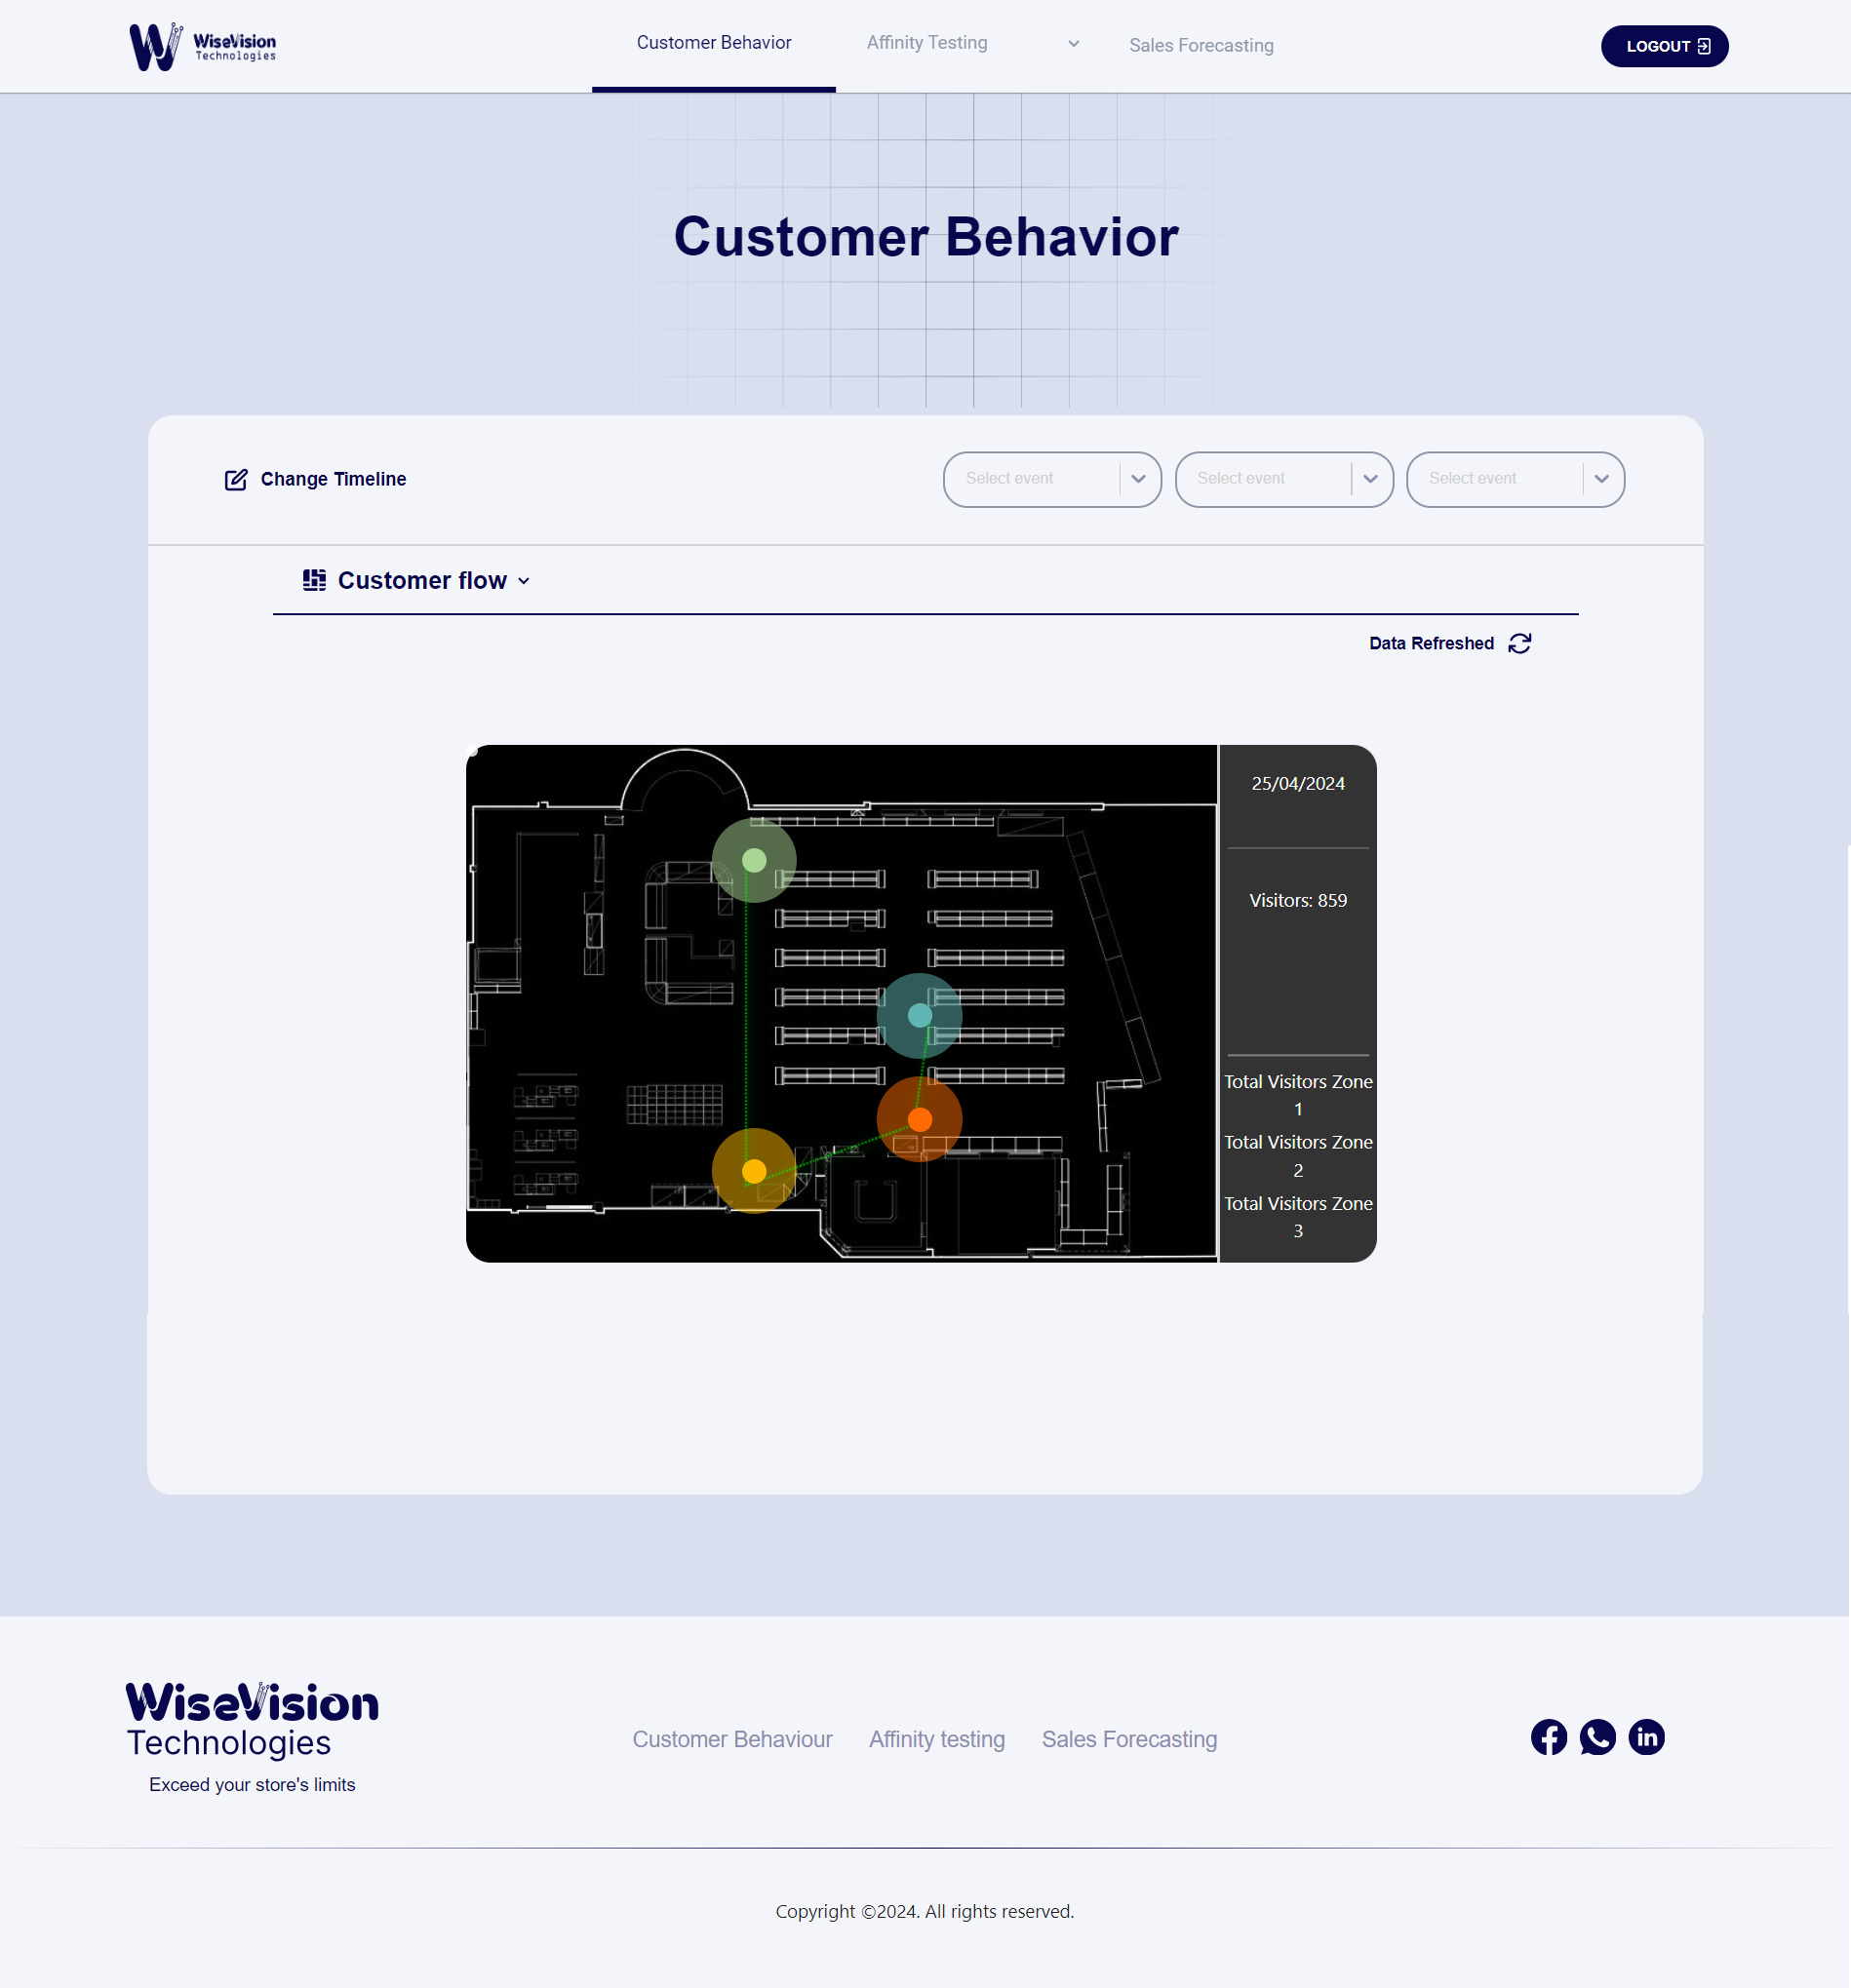 WiseVision
Technologies
Customer Behavior
Affinity Testing
Sales Forecasting
LOGOUT
Customer Behavior
Change Timeline
Select event
Select event
Select event
Customer flow
Data Refreshed
25/04/2024
Visitors: 859
Total Visitors Zone
1
Total Visitors Zone
2
Total Visitors Zone
3
WiseVision
Technologies
Exceed your store's limits
Customer Behaviour
Affinity testing
Sales Forecasting
Copyright ©2024. All rights reserved.